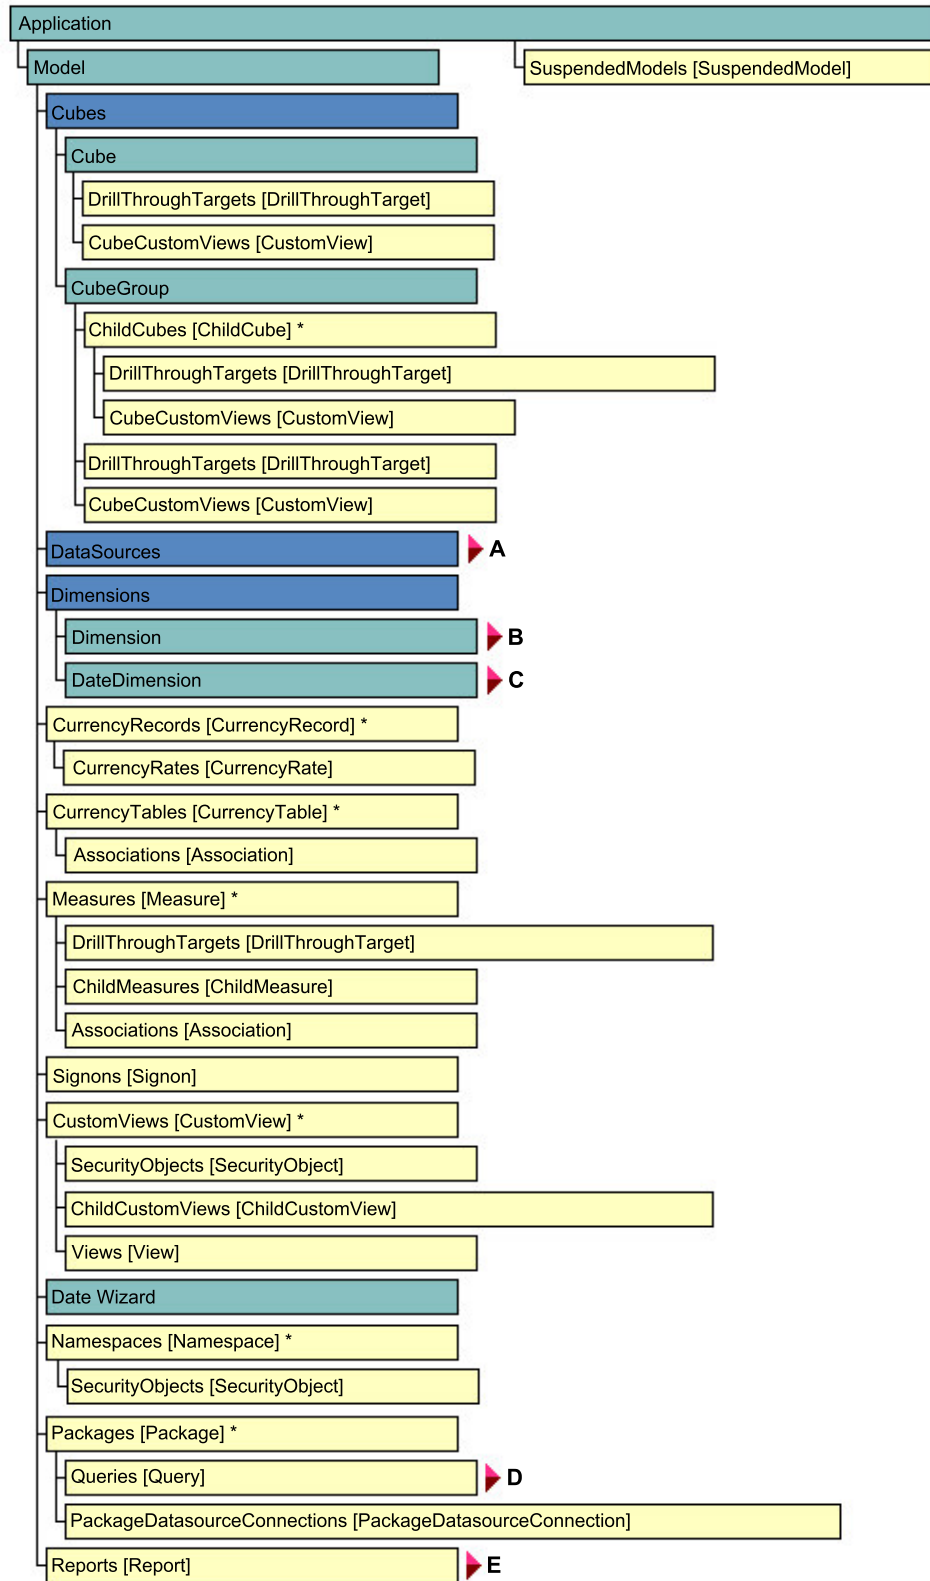 Application
Model
SuspendedModels [SuspendedModel]
Cubes
Cube
DrillThroughTargets [DrillThroughTarget]
CubeCustomViews [CustomView]
CubeGroup
ChildCubes [ChildCube] *
DrillThroughTargets [DrillThroughTarget]
CubeCustomViews [CustomView]
DrillThroughTargets [DrillThroughTarget]
CubeCustomViews [CustomView]
DataSources A
Dimensions
Dimension B
DateDimension C
CurrencyRecords [CurrencyRecord] *
CurrencyRates [CurrencyRate]
CurrencyTables [CurrencyTable] *
Associations [Association]
Measures [Measure] *
DrillThroughTargets [DrillThroughTarget]
ChildMeasures [ChildMeasure]
Associations [Association]
Signons [Signon]
CustomViews [CustomView] *
SecurityObjects [SecurityObject]
ChildCustomViews [ChildCustomView]
Views [View]
Date Wizard
Namespaces [Namespace] *
SecurityObjects [SecurityObject]
Packages [Package] *
Queries [Query] D
PackageDatasourceConnections [PackageDatasourceConnection]
Reports [Report] E